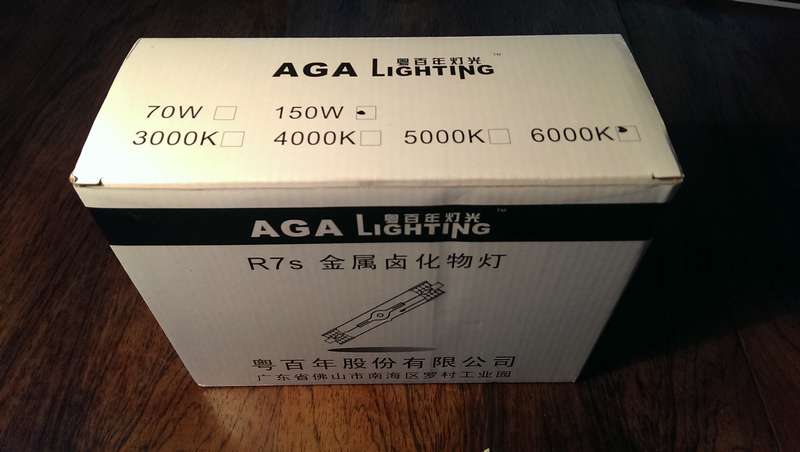 AGA LIGHTING 粤百年灯光 ™
70W 150W
3000K 4000K 5000K 6000K
AGA LIGHTING 粤百年灯光 ™
R7s 金属卤化物灯
粤百年股份有限公司
广东省佛山市南海区罗村工业园